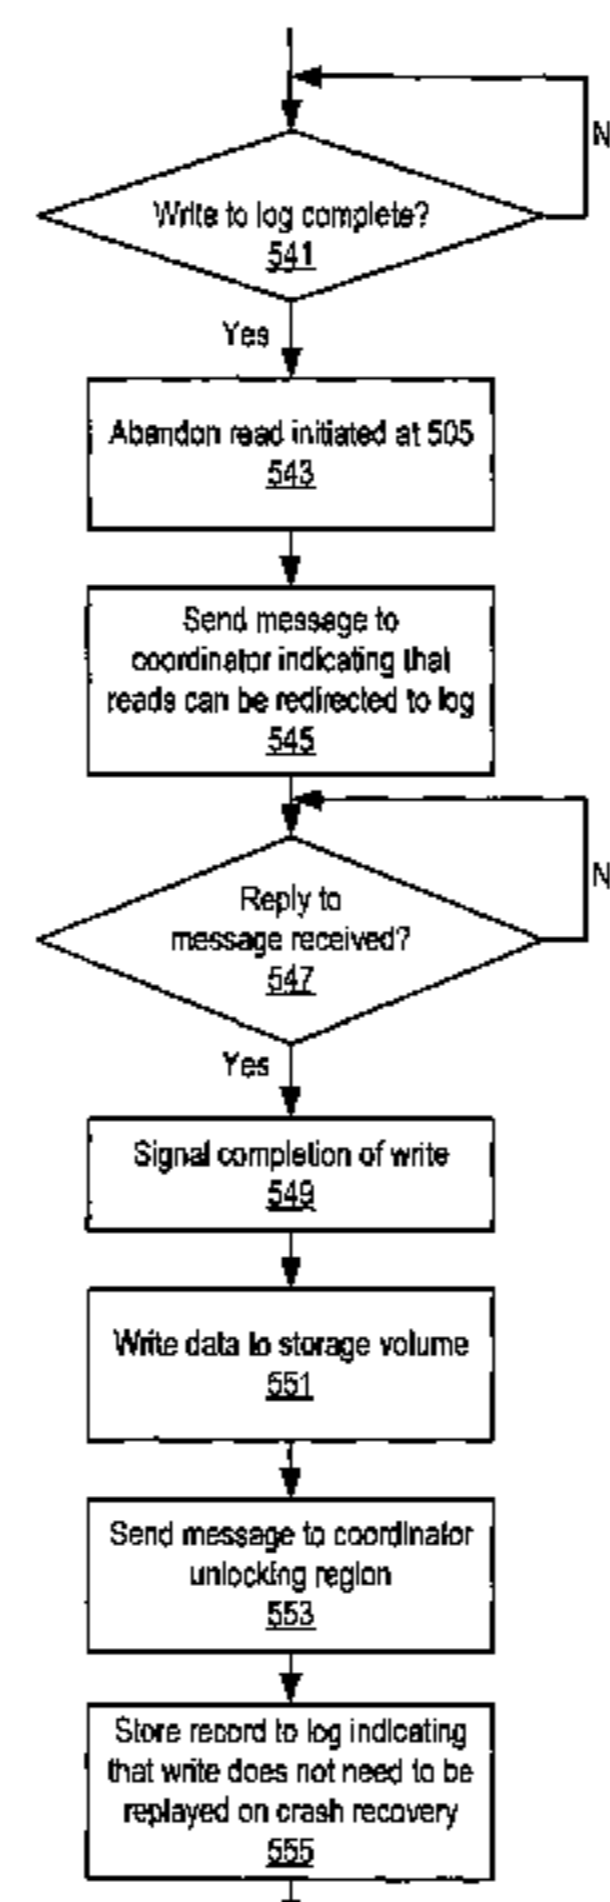 N
Write to log complete?
541
Yes
Abandon read initiated at 505
543
Send message to
coordinator indicating that
reads can be redirected to log
545
N
Reply to
message received?
547
Yes
Signal completion of write
549
Write data to storage volume
551
Send message to coordinator
unlocking region
553
Store record to log indicating
that write does not need to be
replayed on crash recovery
555